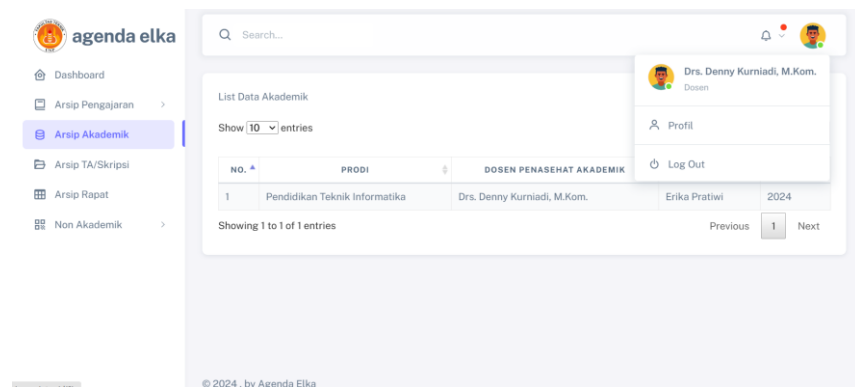 agenda elka
Search...
Dashboard
Arsip Pengajaran
Arsip Akademik
Arsip TA/Skripsi
Arsip Rapat
Non Akademik
Drs. Denny Kurniadi, M.Kom.
Dosen
Profil
Log Out
List Data Akademik
Show 10 entries
NO. PRODI DOSEN PENASEHAT AKADEMIK
1 Pendidikan Teknik Informatika Drs. Denny Kurniadi, M.Kom. Erika Pratiwi 2024
Showing 1 to 1 of 1 entries Previous 1 Next
© 2024 , by Agenda Elka